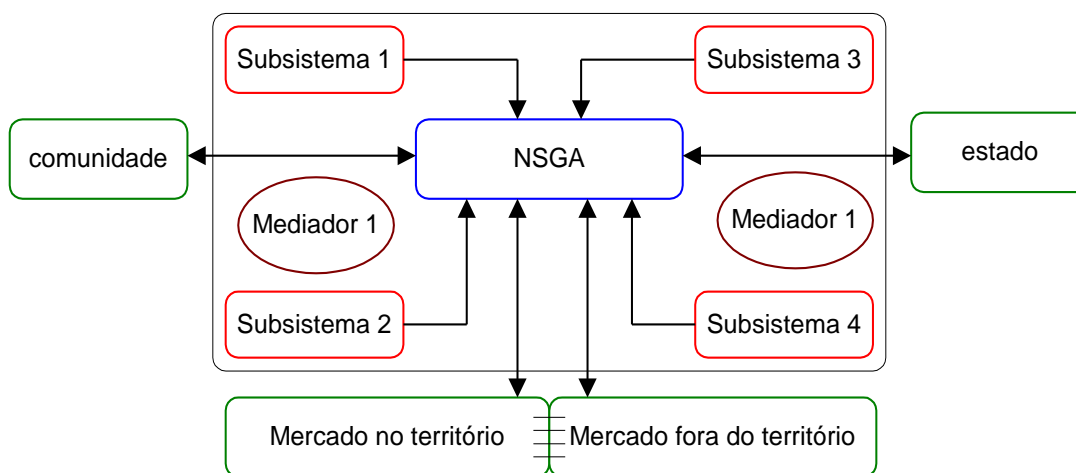 Subsistema 1
Subsistema 3
comunidade
NSGA
estado
Mediador 1
Mediador 1
Subsistema 2
Subsistema 4
Mercado no território
Mercado fora do território